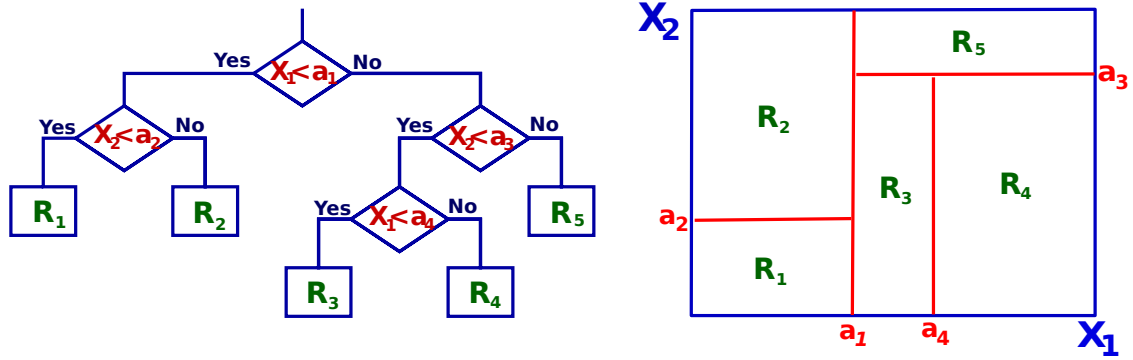 Yes X₁<a₁ No
Yes X₂<a₂ No
Yes X₂<a₃ No
R₁
R₂
Yes X₁<a₄ No
R₅
R₃
R₄
X₂
R₅
a₃
R₂
R₃
R₄
a₂
R₁
a₁
a₄
X₁